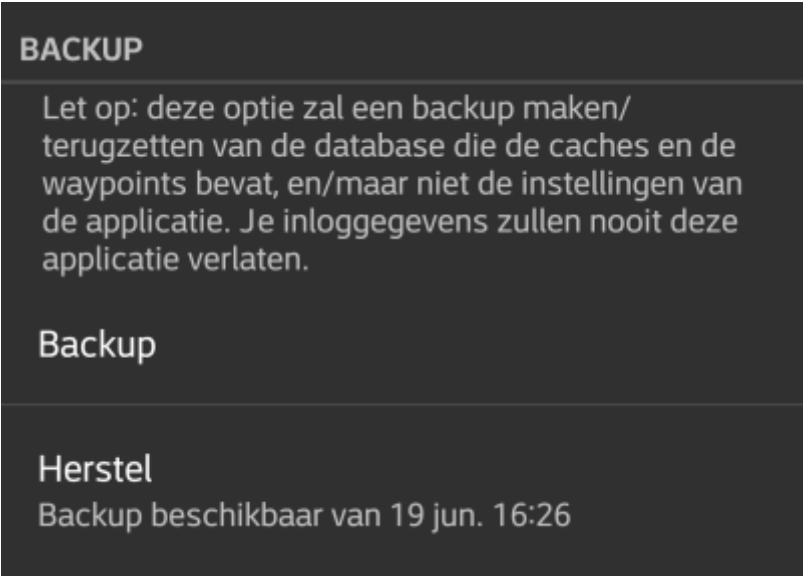 BACKUP
Let op: deze optie zal een backup maken/
terugzetten van de database die de caches en de
waypoints bevat, en/maar niet de instellingen van
de applicatie. Je inloggegevens zullen nooit deze
applicatie verlaten.
Backup
Herstel
Backup beschikbaar van 19 jun. 16:26